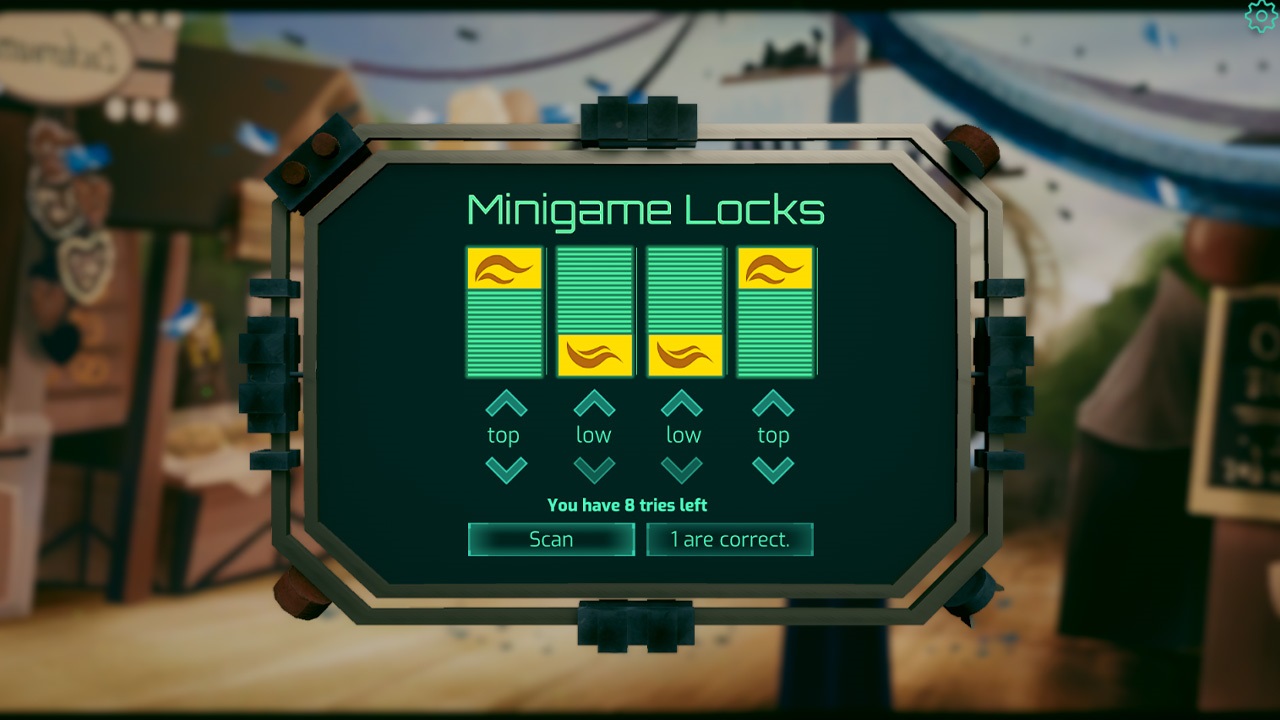 Minigame Locks
top low low top
You have 8 tries left
Scan 1 are correct.